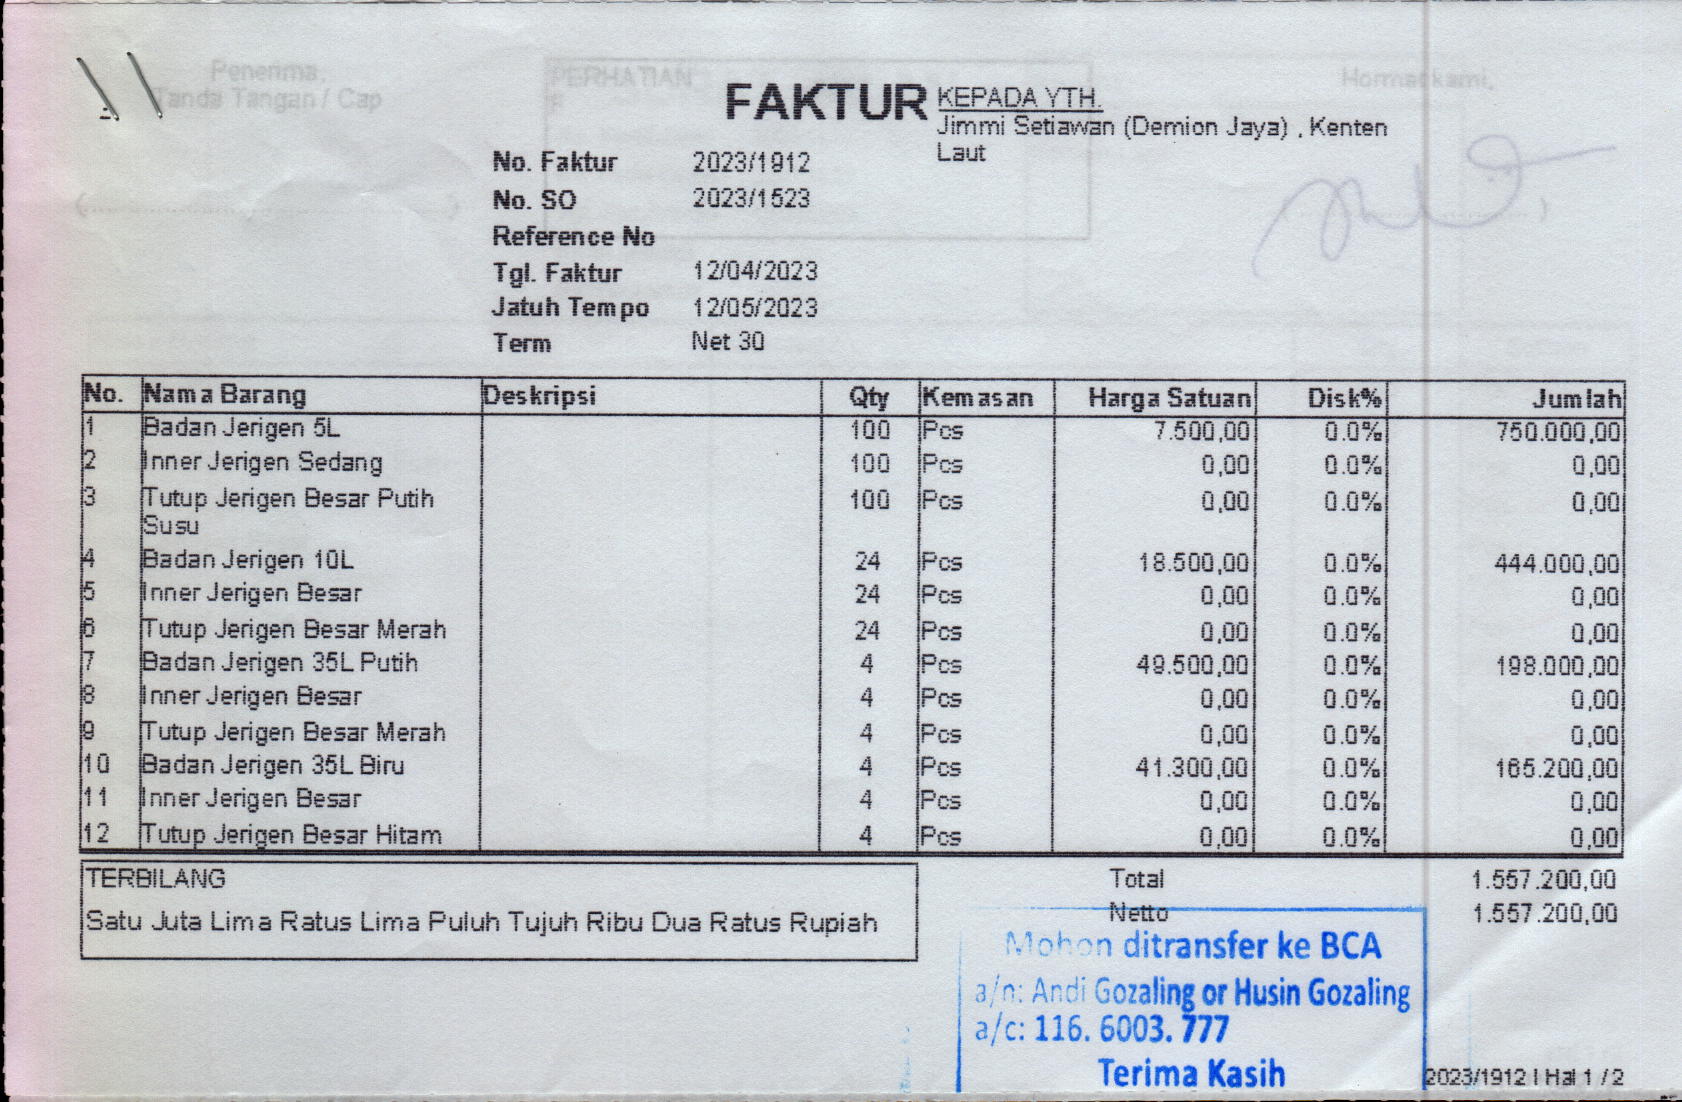 FAKTUR
KEPADA YTH.
Jimmi Setiawan (Demion Jaya) , Kenten
Laut
No. Faktur 2023/1912
No. SO 2023/1523
Reference No
Tgl. Faktur 12/04/2023
Jatuh Tempo 12/05/2023
Term Net 30
Penerima,
Tanda Tangan / Cap
PERHATIAN
Hormat kami,
No. Nama Barang Deskripsi Qty Kemasan Harga Satuan Disk% Jumlah
1 Badan Jerigen 5L 100 Pcs 7.500,00 0.0% 750.000,00
2 Inner Jerigen Sedang 100 Pcs 0,00 0.0% 0,00
3 Tutup Jerigen Besar Putih 100 Pcs 0,00 0.0% 0,00
Susu
4 Badan Jerigen 10L 24 Pcs 18.500,00 0.0% 444.000,00
5 Inner Jerigen Besar 24 Pcs 0,00 0.0% 0,00
6 Tutup Jerigen Besar Merah 24 Pcs 0,00 0.0% 0,00
7 Badan Jerigen 35L Putih 4 Pcs 49.500,00 0.0% 198.000,00
8 Inner Jerigen Besar 4 Pcs 0,00 0.0% 0,00
9 Tutup Jerigen Besar Merah 4 Pcs 0,00 0.0% 0,00
10 Badan Jerigen 35L Biru 4 Pcs 41.300,00 0.0% 165.200,00
11 Inner Jerigen Besar 4 Pcs 0,00 0.0% 0,00
12 Tutup Jerigen Besar Hitam 4 Pcs 0,00 0.0% 0,00
TERBILANG
Satu Juta Lima Ratus Lima Puluh Tujuh Ribu Dua Ratus Rupiah
Total 1.557.200,00
Netto 1.557.200,00
Mohon ditransfer ke BCA
a/n: Andi Gozaling or Husin Gozaling
a/c: 116. 6003. 777
Terima Kasih
2023/1912 | Hal 1 / 2